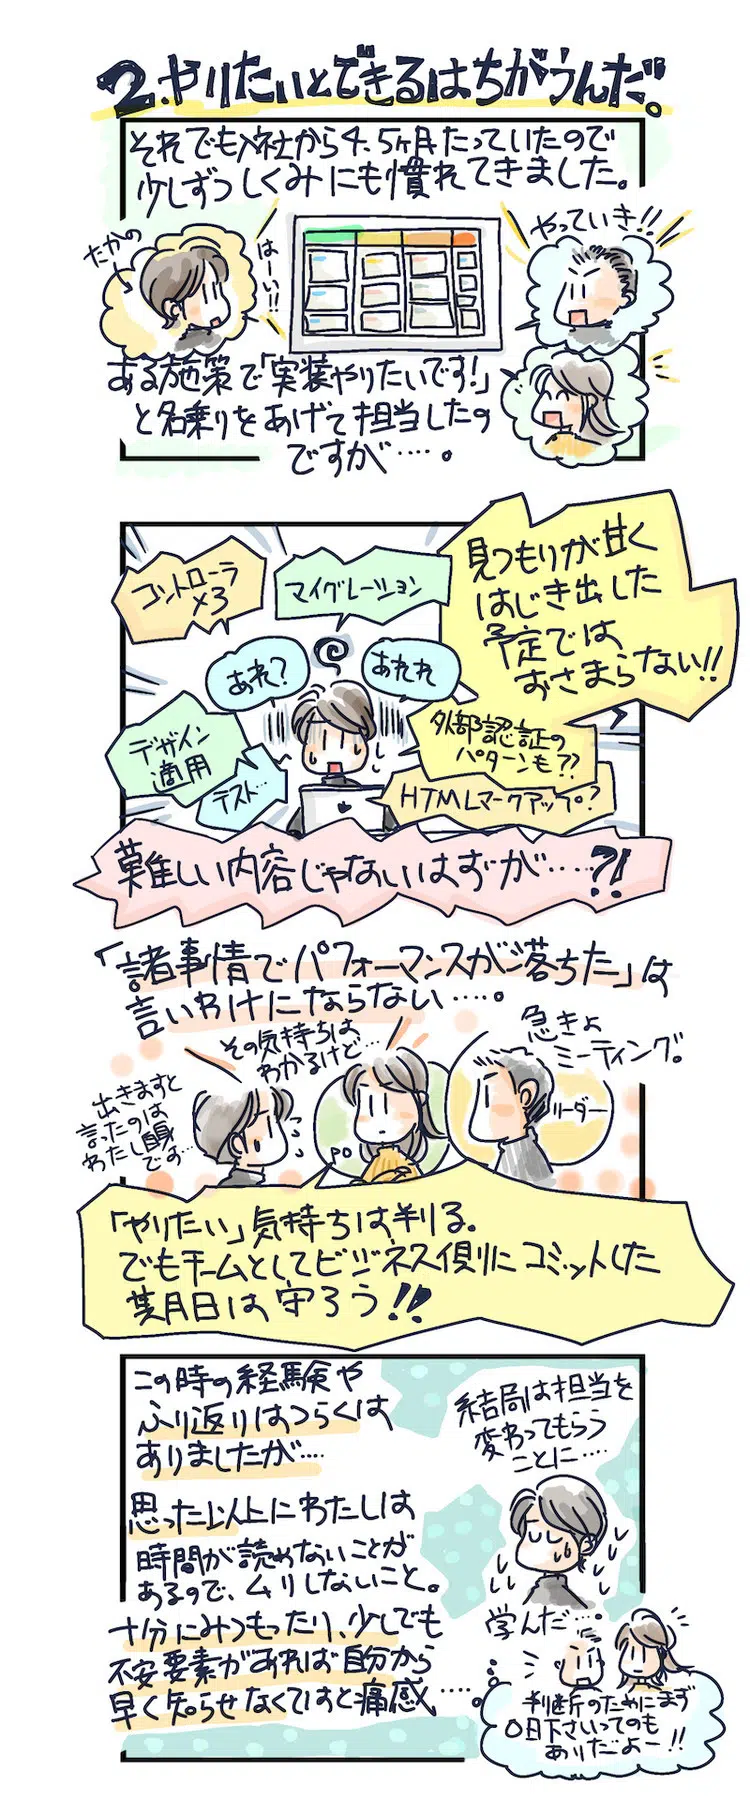 2.やりたいとできるはちがうんだ。
それでも入社から4、5ヶ月たっていたので
少しずつしくみにも慣れてきました。
たかの
はーい!!
やっていき!!
ある施策で「実装やりたいです!」
と名乗りをあげて担当したの
ですが……。
コントローラ
×3
マイグレーション
見つもりが甘く
はじき出した
予定では
おさまらない!!
あれ?
あれれ
デザイン
適用
テスト…
外部認証の
パターンも??
HTMLマークアップ?
難しい内容じゃないはずが……?!
「諸事情でパフォーマンスが落ちた」は
言いわけにならない……。
その気持ちは
わかるけど…
急きょ
ミーティング。
出きますと
言ったのは
わたし自身
です…
リーダー
「やりたい」気持ちは判る。
でもチームとしてビジネス側にコミットした
期日は守ろう!!
この時の経験や
ふり返りはつらくは
ありましたが……
結局は担当を
変わってもらう
ことに……
思った以上にわたしは
時間が読めないことが
あるので、ムリしないこと。
十分にみつもったり、少しでも
不安要素があれば自分から
早く知らせなくてはと痛感……
学んだ…。
判断のためにまず
〇日下さいってのも
ありだよー!!